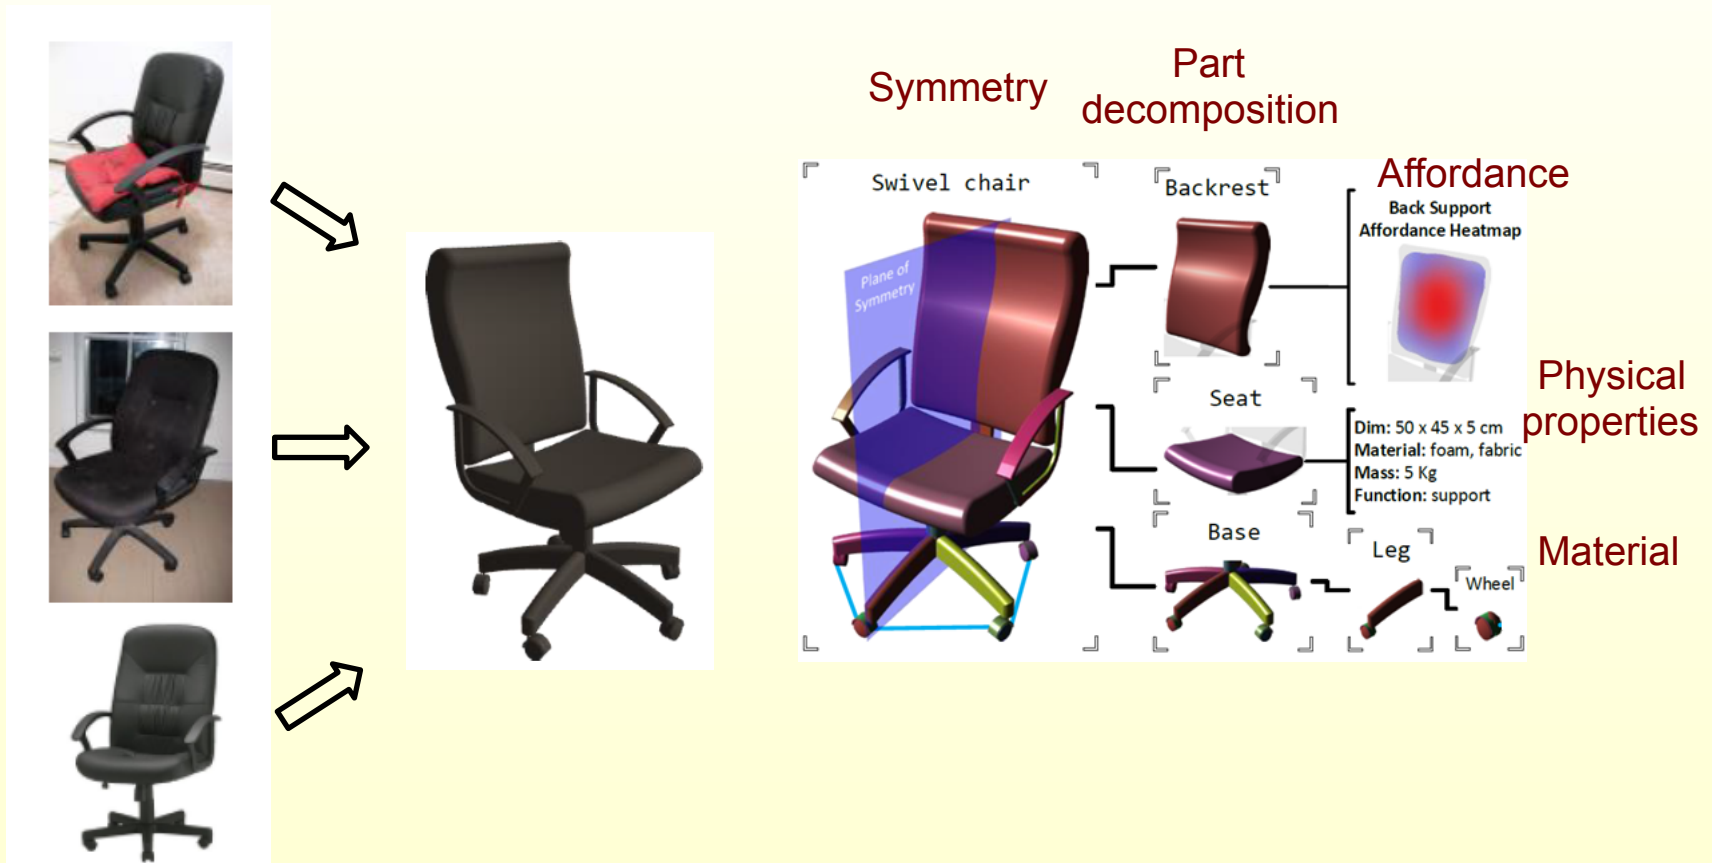 Symmetry
Part
decomposition
Affordance
Swivel chair
Backrest
Back Support
Affordance Heatmap
Plane of
Symmetry
Physical
properties
Seat
Dim: 50 x 45 x 5 cm
Material: foam, fabric
Mass: 5 Kg
Function: support
Base
Leg
Wheel
Material